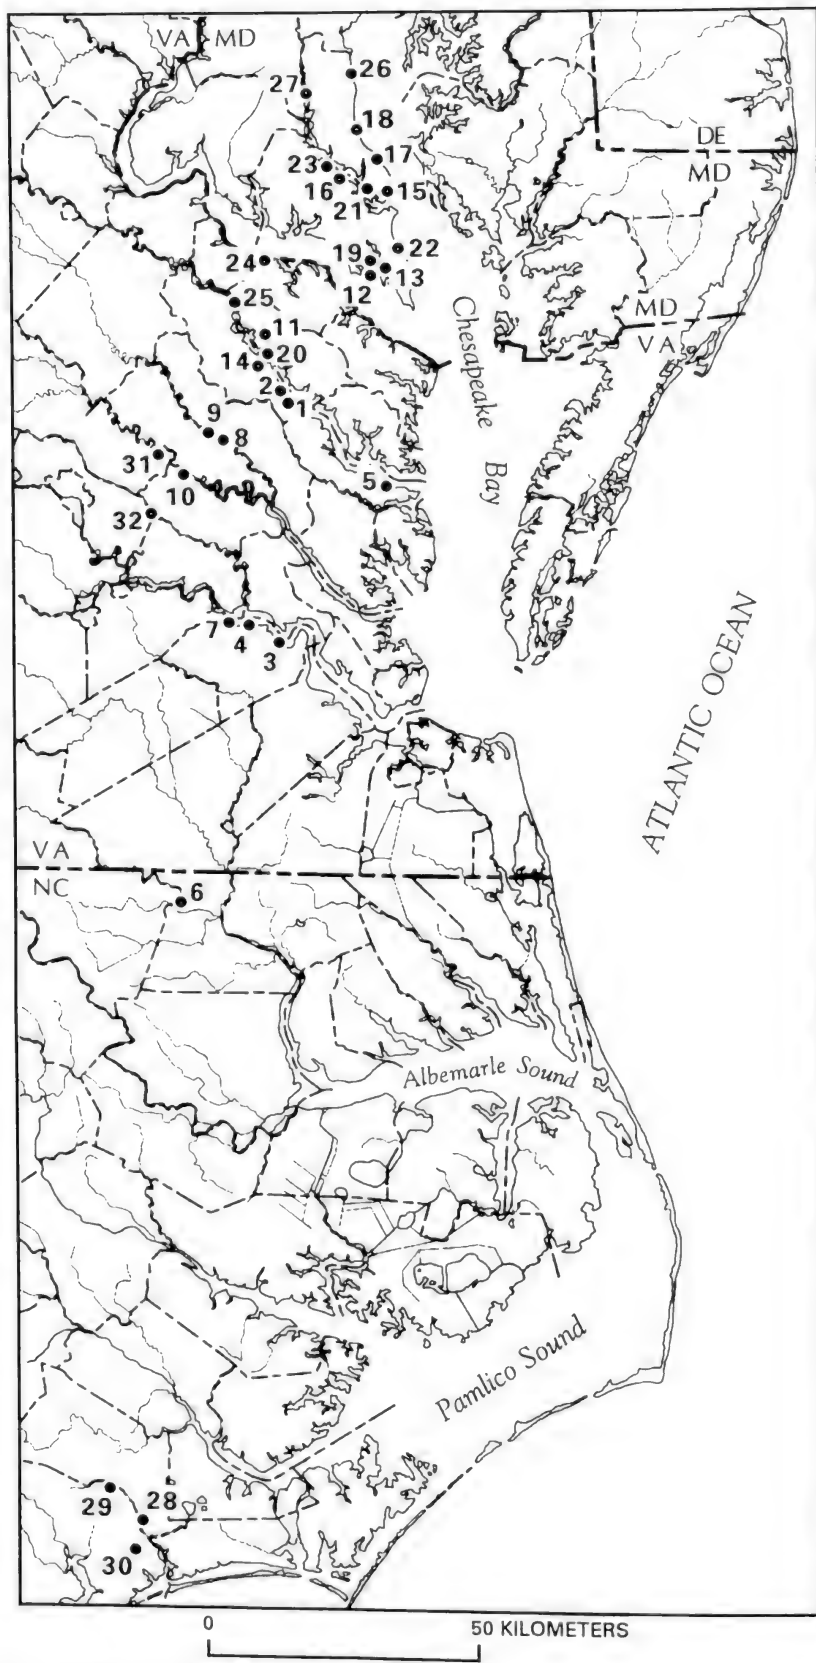 VA MD
26
27
18
DE
17
MD
23
16
15
21
22
24
19
13
12
25
MD
11
VA
20
14
2
1
Chesapeake Bay
9
8
31
5
10
32
7
4
3
ATLANTIC OCEAN
VA
NC
6
Albemarle Sound
Pamlico Sound
29
28
30
0 50 KILOMETERS